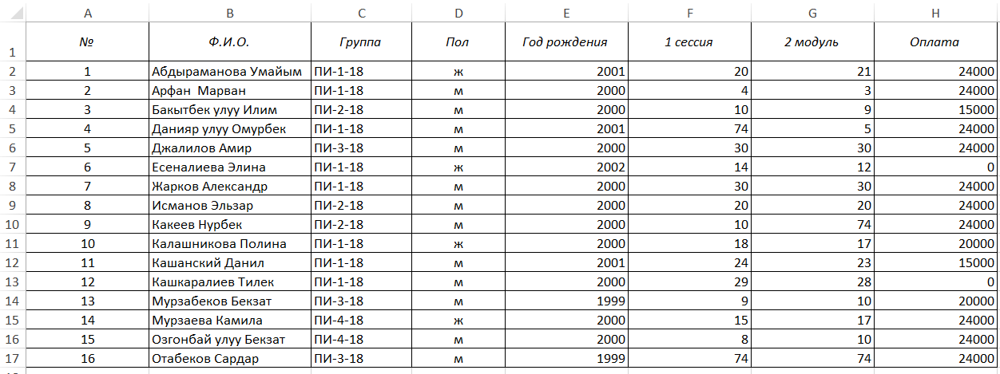 A B C D E F G H
1 № Ф.И.О. Группа Пол Год рождения 1 сессия 2 модуль Оплата
2 1 Абдыраманова Умайым ПИ-1-18 ж 2001 20 21 24000
3 2 Арфан Марван ПИ-1-18 м 2000 4 3 24000
4 3 Бакытбек улуу Илим ПИ-2-18 м 2000 10 9 15000
5 4 Данияр улуу Омурбек ПИ-1-18 м 2001 74 5 24000
6 5 Джалилов Амир ПИ-3-18 м 2000 30 30 24000
7 6 Есеналиева Элина ПИ-1-18 ж 2002 14 12 0
8 7 Жарков Александр ПИ-1-18 м 2000 30 30 24000
9 8 Исманов Эльзар ПИ-2-18 м 2000 20 20 24000
10 9 Какеев Нурбек ПИ-2-18 м 2000 10 74 24000
11 10 Калашникова Полина ПИ-1-18 ж 2000 18 17 20000
12 11 Кашанский Данил ПИ-1-18 м 2001 24 23 15000
13 12 Кашкаралиев Тилек ПИ-1-18 м 2000 29 28 0
14 13 Мурзабеков Бекзат ПИ-3-18 м 1999 9 10 20000
15 14 Мурзаева Камила ПИ-4-18 ж 2000 15 17 24000
16 15 Озгонбай улуу Бекзат ПИ-4-18 м 2000 8 10 24000
17 16 Отабеков Сардар ПИ-3-18 м 1999 74 74 24000